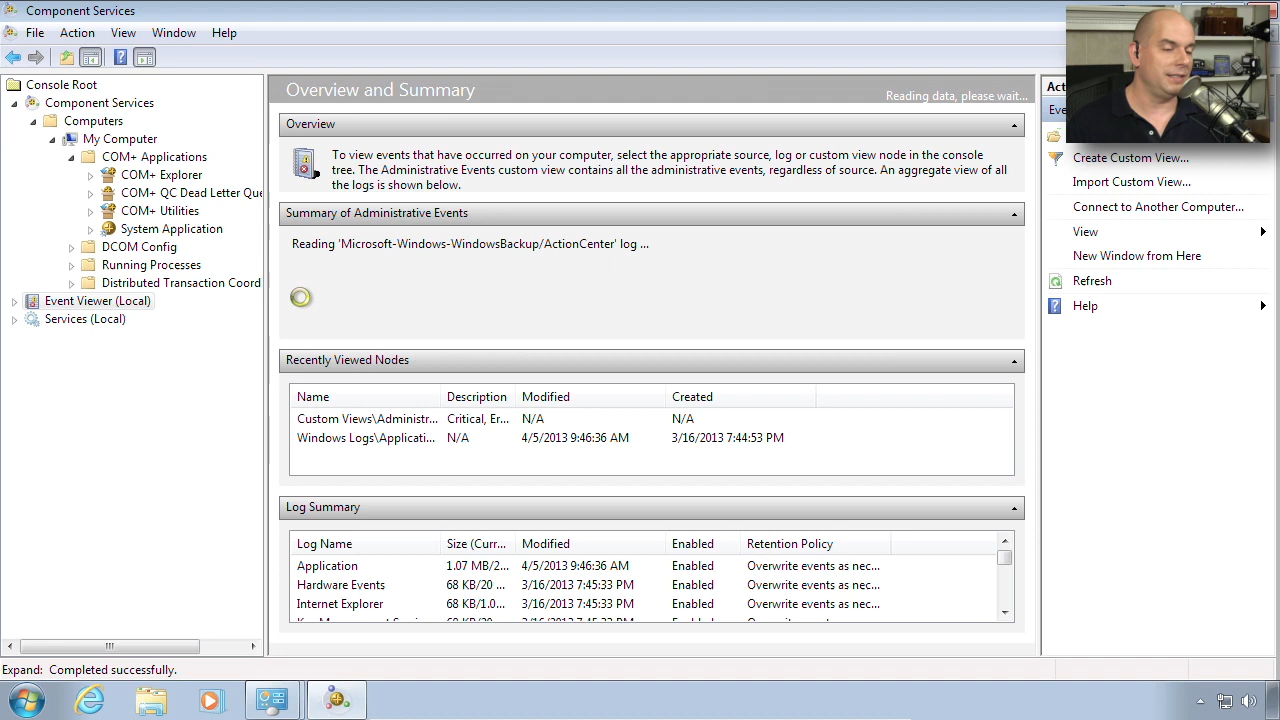 Component Services
File Action View Window Help
Console Root
Component Services
Computers
My Computer
COM+ Applications
COM+ Explorer
COM+ QC Dead Letter Que
COM+ Utilities
System Application
DCOM Config
Running Processes
Distributed Transaction Coord
Event Viewer (Local)
Services (Local)
Overview and Summary
Reading data, please wait...
Overview
To view events that have occurred on your computer, select the appropriate source, log or custom view node in the console
tree. The Administrative Events custom view contains all the administrative events, regardless of source. An aggregate view of all
the logs is shown below.
Summary of Administrative Events
Reading 'Microsoft-Windows-WindowsBackup/ActionCenter' log ...
Recently Viewed Nodes
Name Description Modified Created
Custom Views\Administr... Critical, Er... N/A N/A
Windows Logs\Applicati... N/A 4/5/2013 9:46:36 AM 3/16/2013 7:44:53 PM
Log Summary
Log Name Size (Curr... Modified Enabled Retention Policy
Application 1.07 MB/2... 4/5/2013 9:46:36 AM Enabled Overwrite events as nec...
Hardware Events 68 KB/20 ... 3/16/2013 7:45:33 PM Enabled Overwrite events as nec...
Internet Explorer 68 KB/1.0... 3/16/2013 7:45:33 PM Enabled Overwrite events as nec...
Act
Eve
Create Custom View...
Import Custom View...
Connect to Another Computer...
View
New Window from Here
Refresh
Help
Expand: Completed successfully.